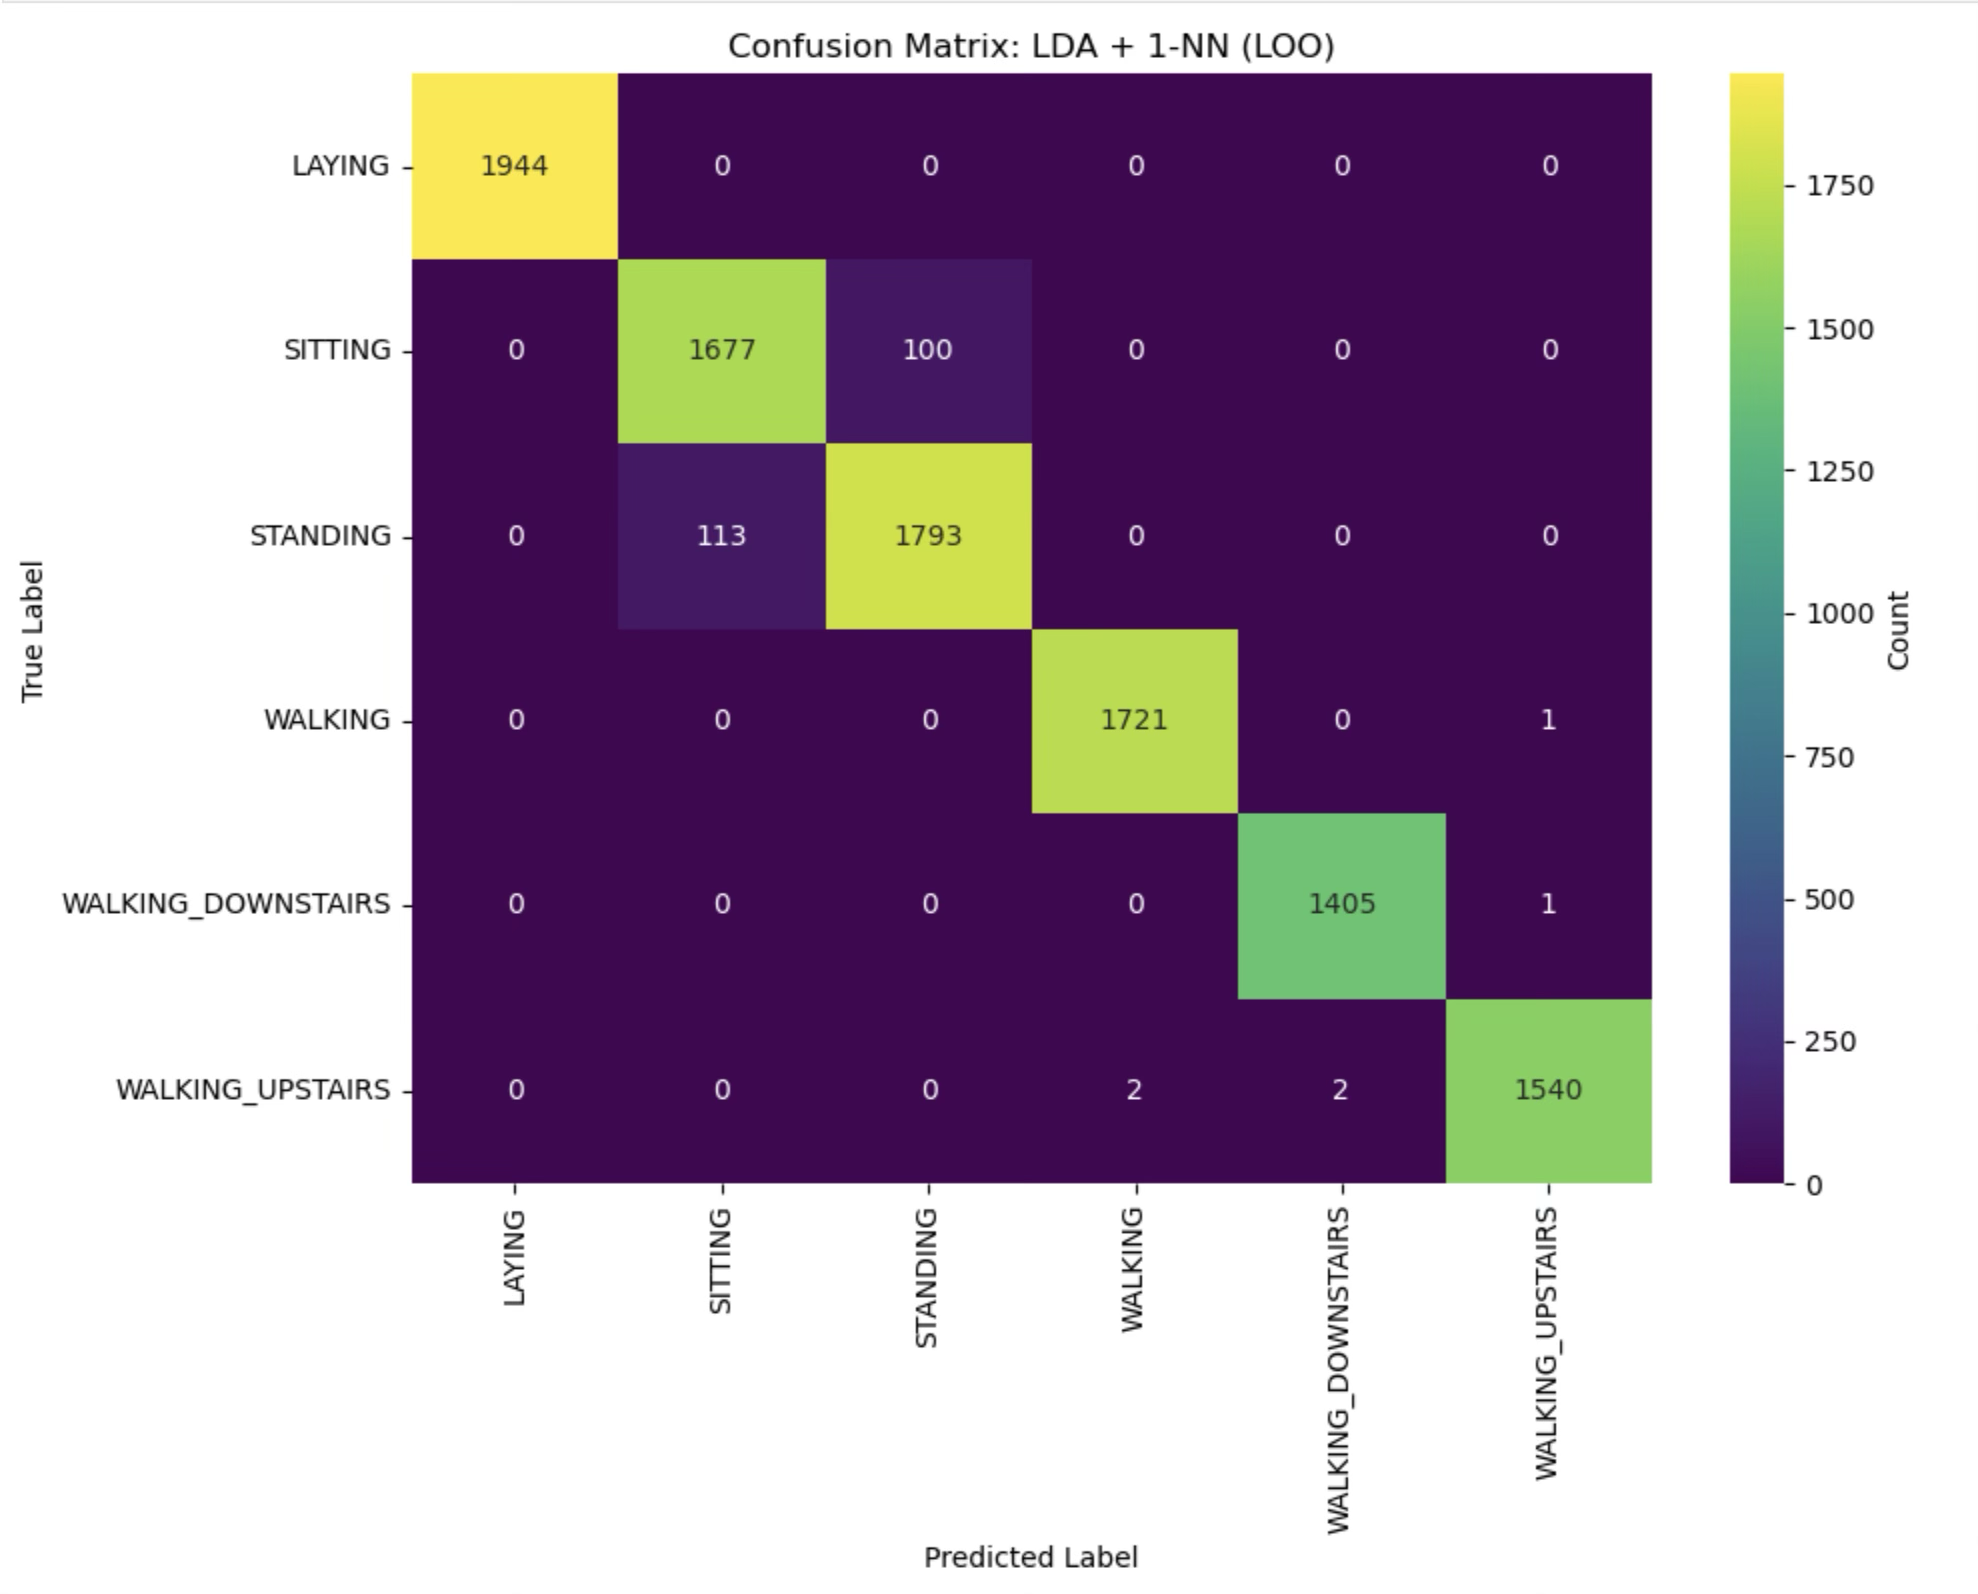 Confusion Matrix: LDA + 1-NN (LOO)
LAYING 1944 0 0 0 0 0
SITTING 0 1677 100 0 0 0
STANDING 0 113 1793 0 0 0
WALKING 0 0 0 1721 0 1
WALKING_DOWNSTAIRS 0 0 0 0 1405 1
WALKING_UPSTAIRS 0 0 0 2 2 1540
True Label
LAYING
SITTING
STANDING
WALKING
WALKING_DOWNSTAIRS
WALKING_UPSTAIRS
Predicted Label
1750
1500
1250
1000
750
500
250
0
Count